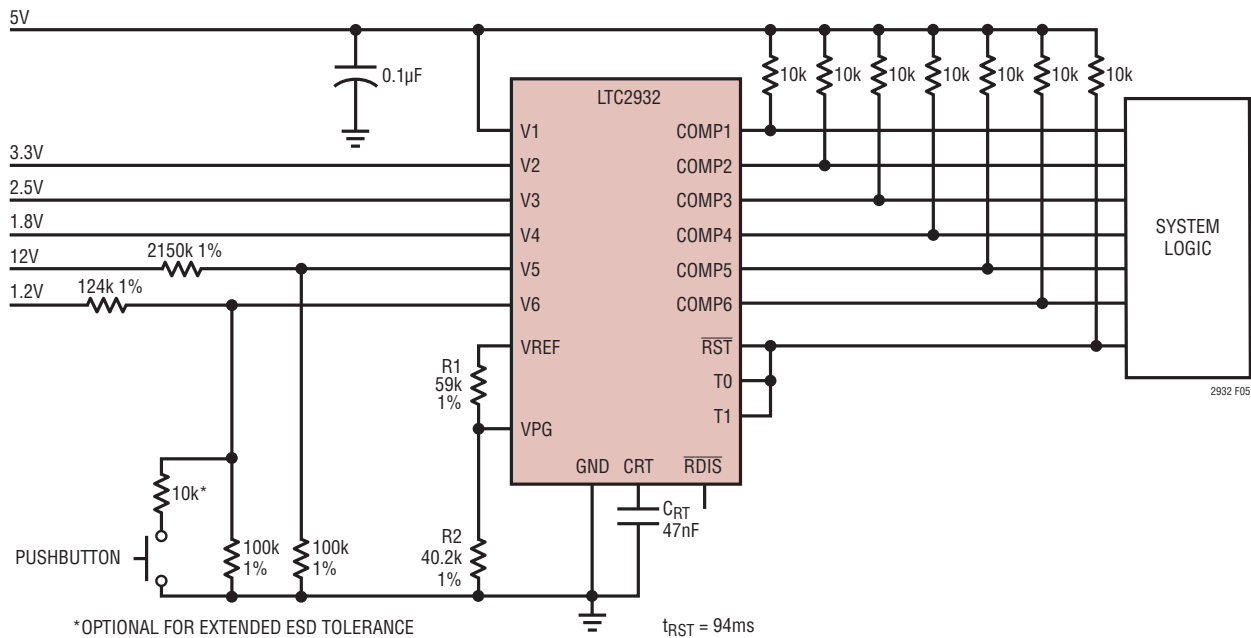 5V
0.1µF
10k
10k
10k
10k
10k
10k
10k
LTC2932
V1
COMP1
3.3V
V2
COMP2
2.5V
V3
COMP3
1.8V
V4
COMP4
SYSTEM
LOGIC
12V
2150k 1%
V5
COMP5
1.2V
124k 1%
V6
COMP6
VREF
R̅S̅T̅
R1
59k
1%
T0
T1
VPG
2932 F05
GND
CRT
R̅D̅I̅S̅
10k*
CRT
47nF
PUSHBUTTON
100k
1%
100k
1%
R2
40.2k
1%
*OPTIONAL FOR EXTENDED ESD TOLERANCE
tRST = 94ms